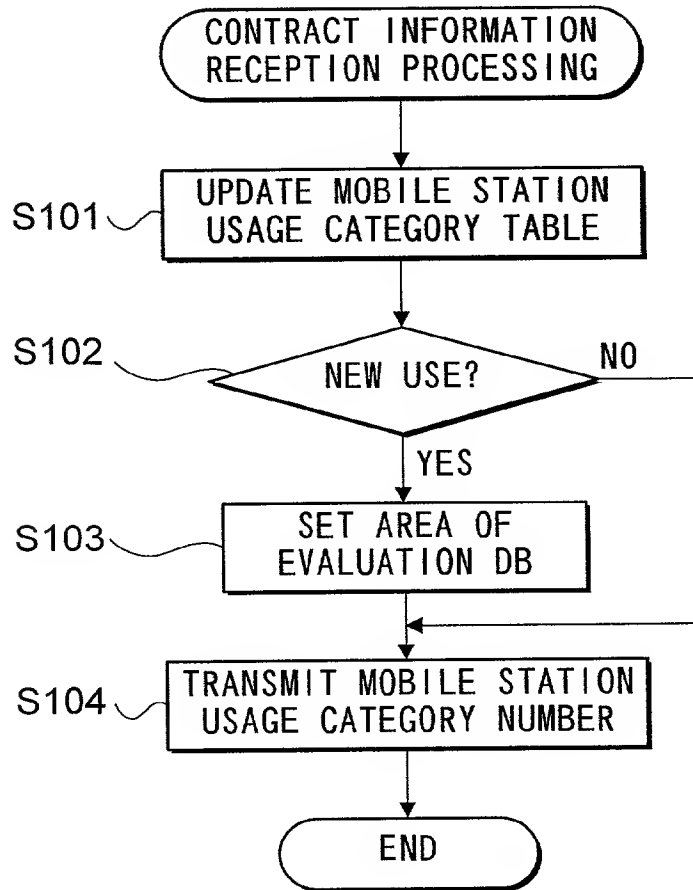 CONTRACT INFORMATION
RECEPTION PROCESSING
S101
UPDATE MOBILE STATION
USAGE CATEGORY TABLE
S102
NEW USE?
NO
YES
S103
SET AREA OF
EVALUATION DB
S104
TRANSMIT MOBILE STATION
USAGE CATEGORY NUMBER
END